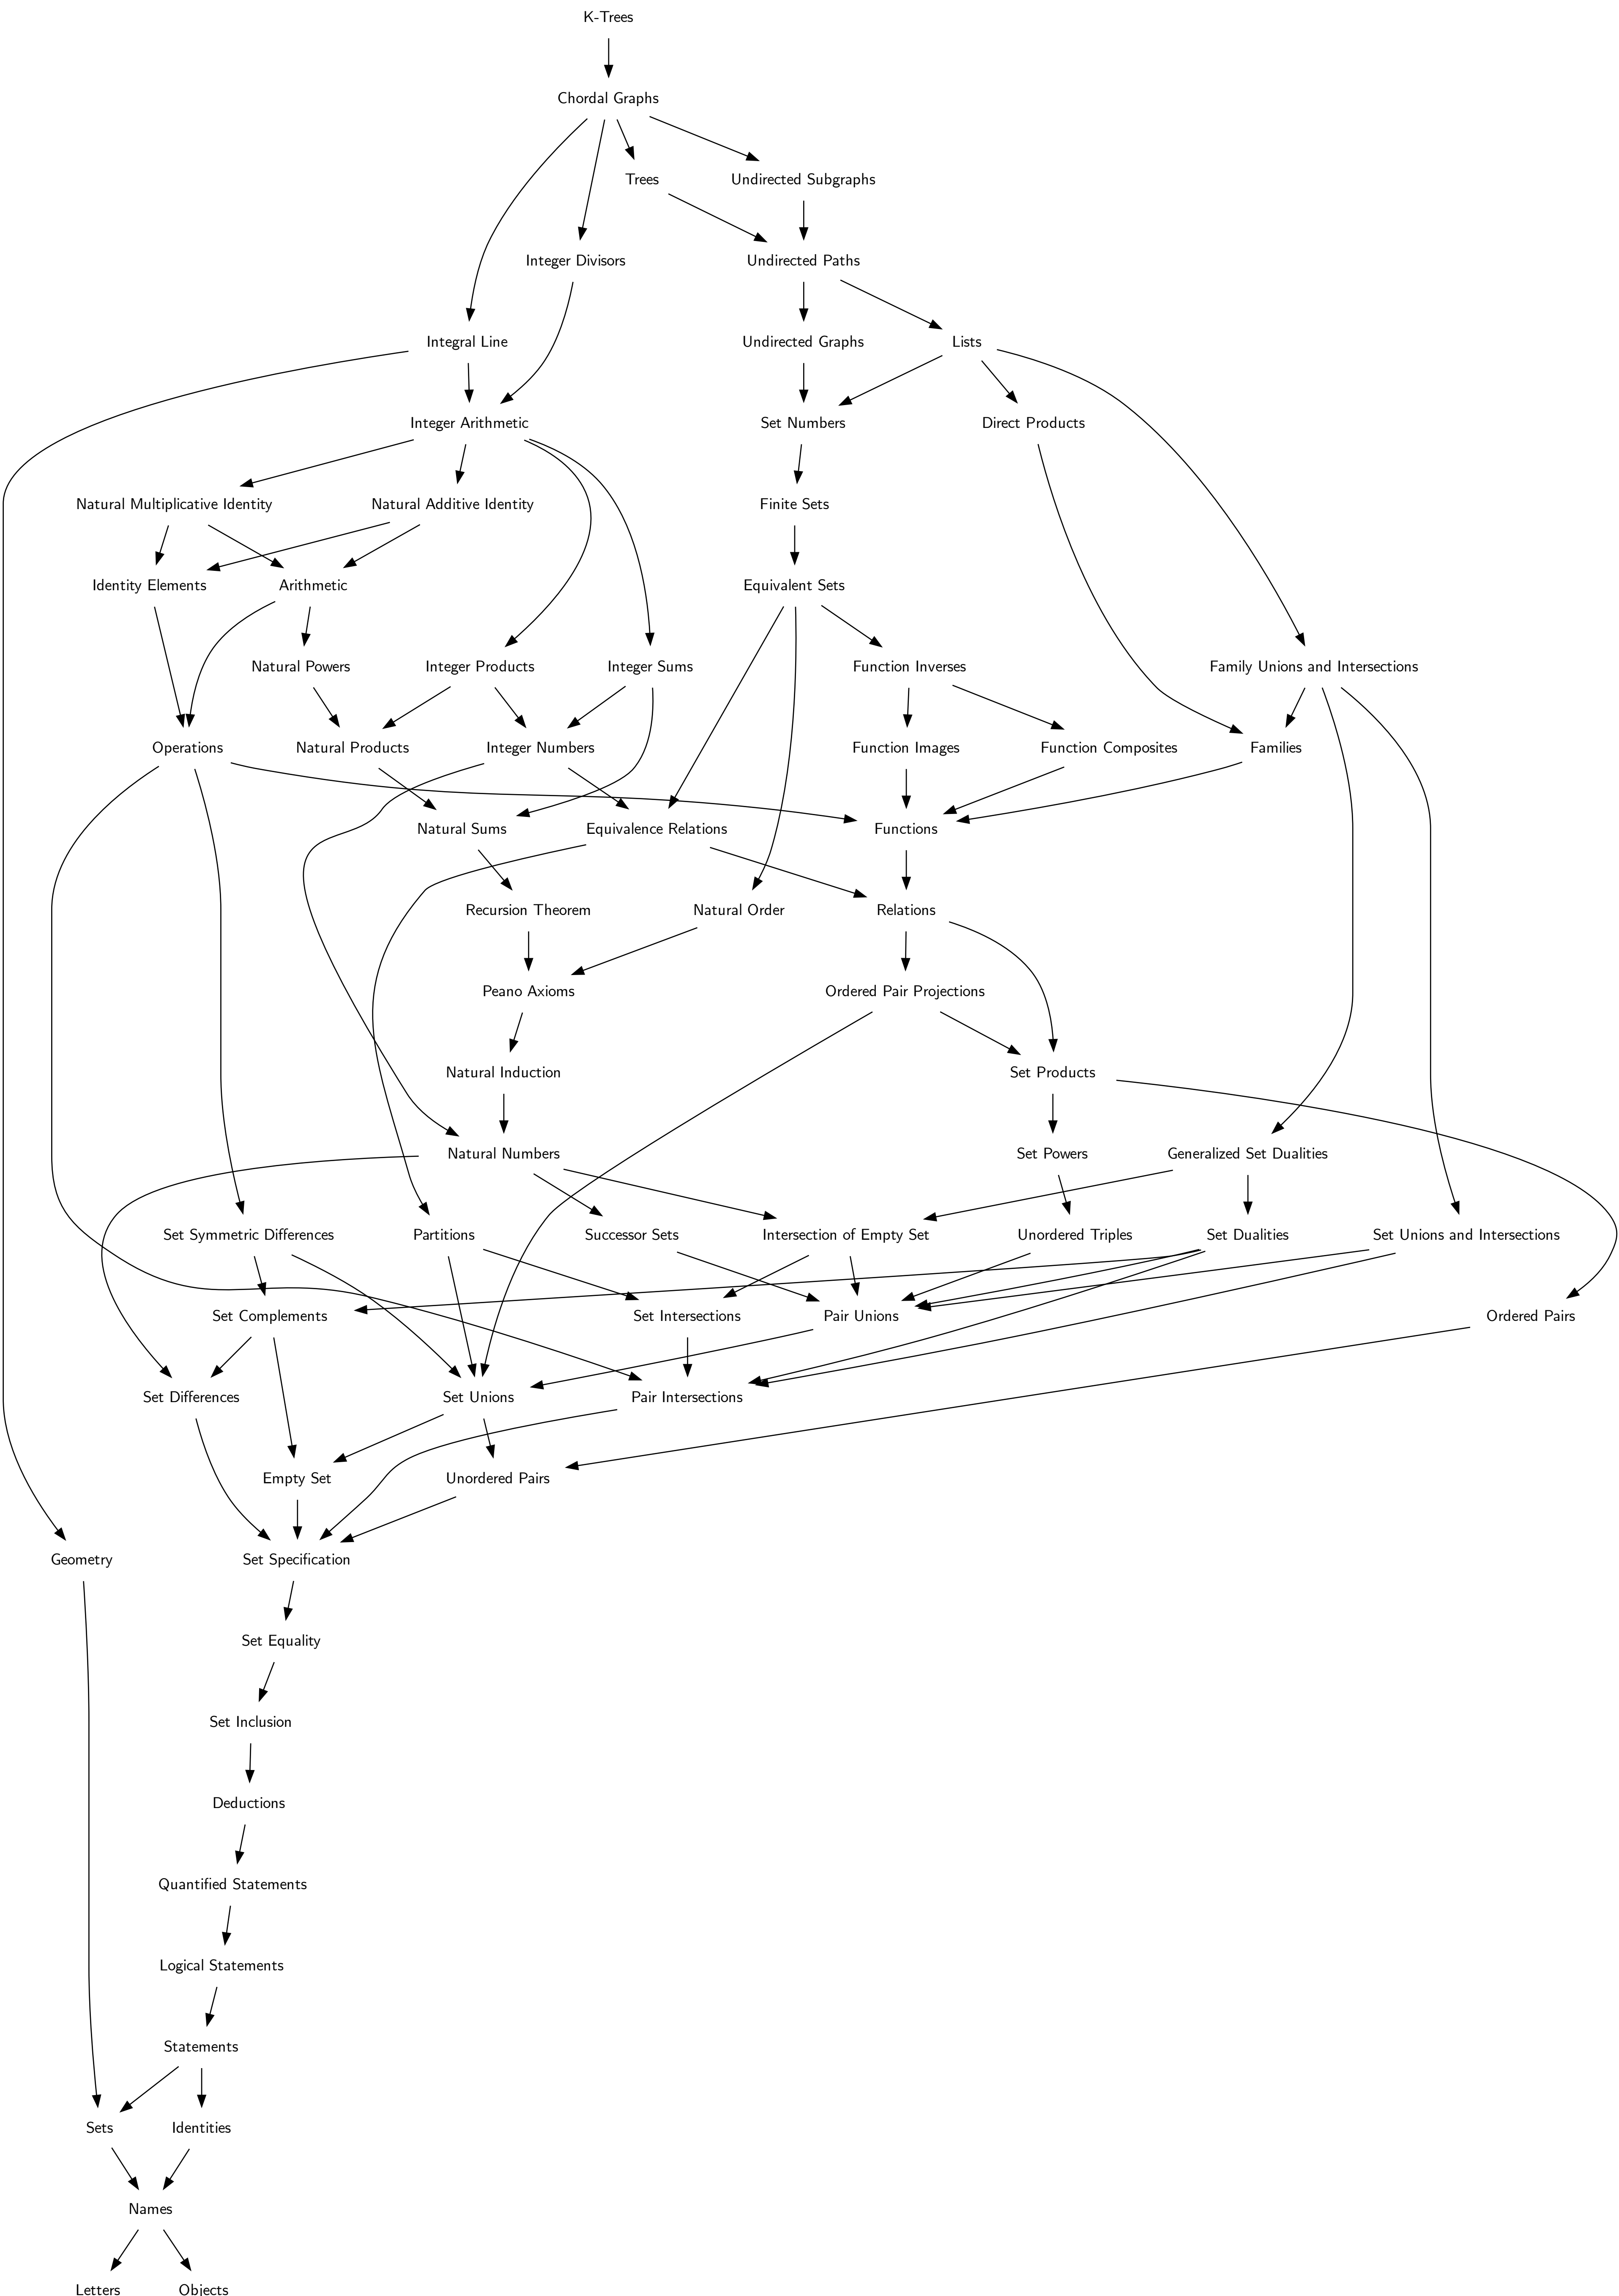 K-Trees
Chordal Graphs
Trees
Undirected Subgraphs
Integer Divisors
Undirected Paths
Integral Line
Undirected Graphs
Lists
Integer Arithmetic
Set Numbers
Direct Products
Natural Multiplicative Identity
Natural Additive Identity
Finite Sets
Identity Elements
Arithmetic
Equivalent Sets
Natural Powers
Integer Products
Integer Sums
Function Inverses
Family Unions and Intersections
Operations
Natural Products
Integer Numbers
Function Images
Function Composites
Families
Natural Sums
Equivalence Relations
Functions
Recursion Theorem
Natural Order
Relations
Peano Axioms
Ordered Pair Projections
Natural Induction
Set Products
Natural Numbers
Set Powers
Generalized Set Dualities
Set Symmetric Differences
Partitions
Successor Sets
Intersection of Empty Set
Unordered Triples
Set Dualities
Set Unions and Intersections
Set Complements
Set Intersections
Pair Unions
Ordered Pairs
Set Differences
Set Unions
Pair Intersections
Empty Set
Unordered Pairs
Geometry
Set Specification
Set Equality
Set Inclusion
Deductions
Quantified Statements
Logical Statements
Statements
Sets
Identities
Names
Letters
Objects